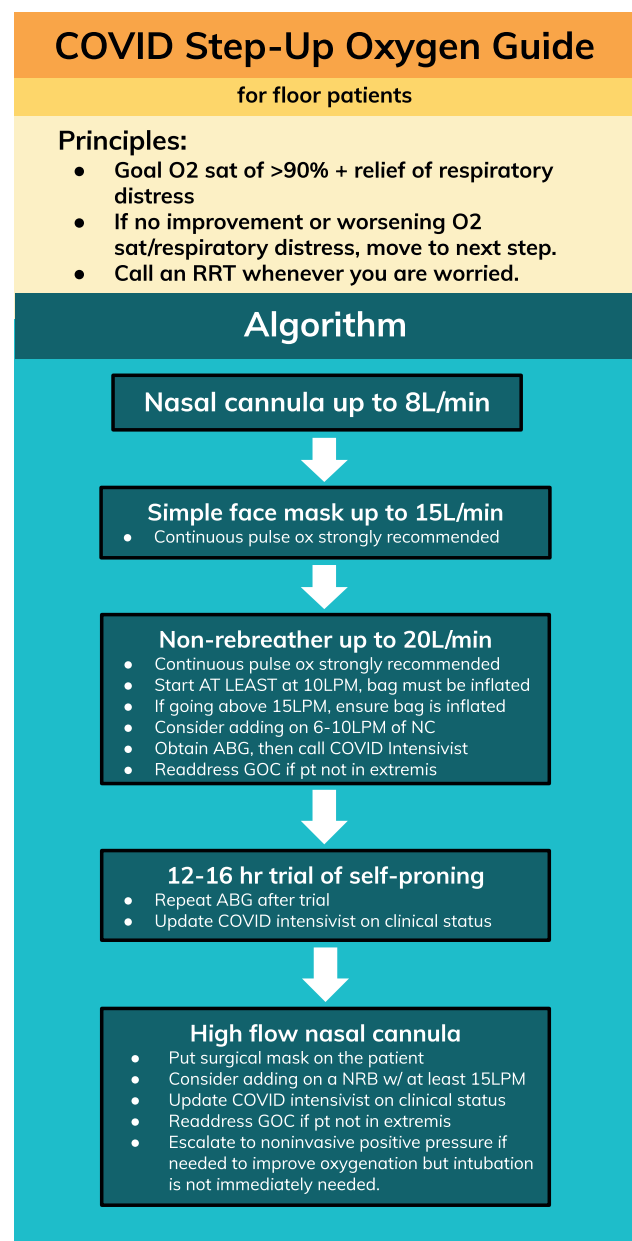 COVID Step-Up Oxygen Guide
for floor patients
Principles:
● Goal O2 sat of >90% + relief of respiratory
distress
● If no improvement or worsening O2
sat/respiratory distress, move to next step.
● Call an RRT whenever you are worried.
Algorithm
Nasal cannula up to 8L/min
Simple face mask up to 15L/min
● Continuous pulse ox strongly recommended
Non-rebreather up to 20L/min
● Continuous pulse ox strongly recommended
● Start AT LEAST at 10LPM, bag must be inflated
● If going above 15LPM, ensure bag is inflated
● Consider adding on 6-10LPM of NC
● Obtain ABG, then call COVID Intensivist
● Readdress GOC if pt not in extremis
12-16 hr trial of self-proning
● Repeat ABG after trial
● Update COVID intensivist on clinical status
High flow nasal cannula
● Put surgical mask on the patient
● Consider adding on a NRB w/ at least 15LPM
● Update COVID intensivist on clinical status
● Readdress GOC if pt not in extremis
● Escalate to noninvasive positive pressure if
needed to improve oxygenation but intubation
is not immediately needed.